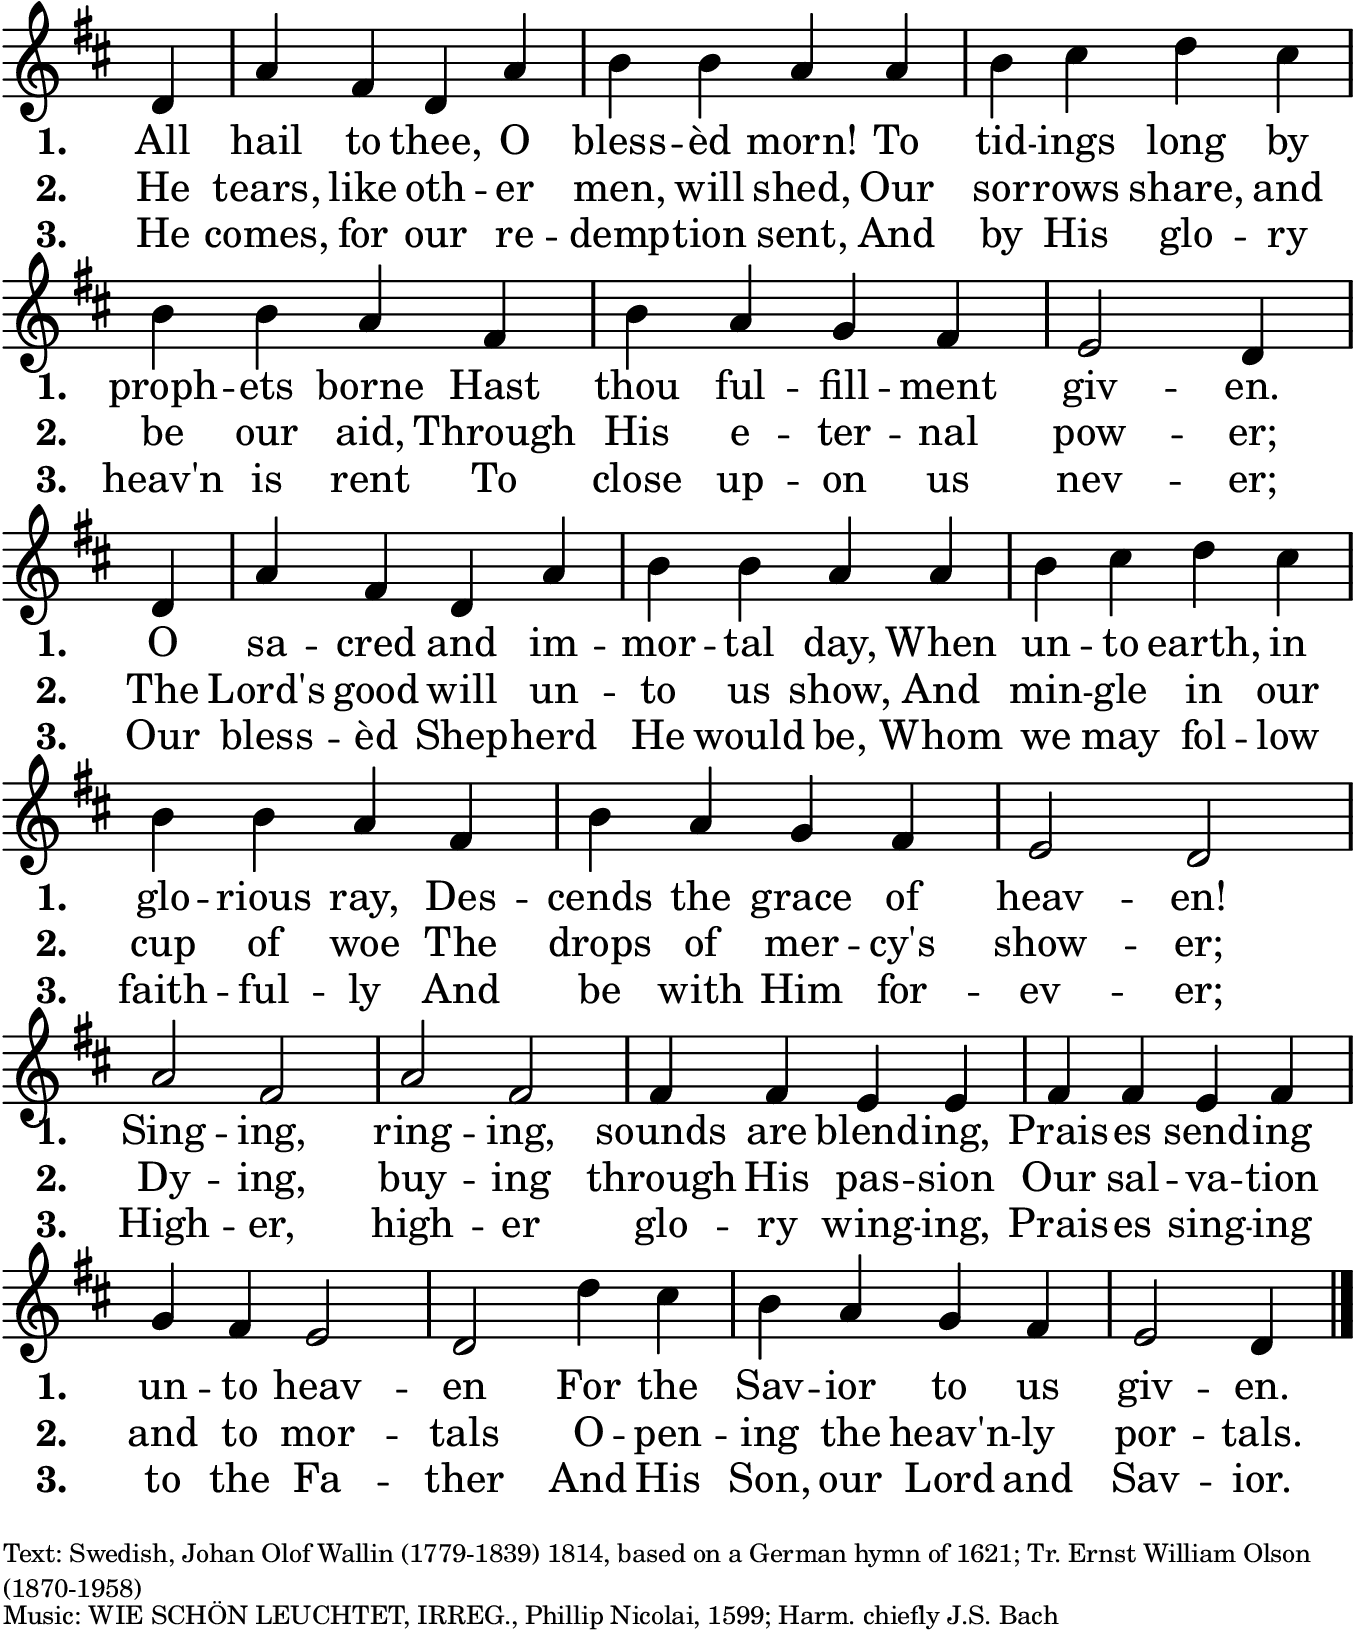 1. All hail to thee, O bless -- èd morn! To tid -- ings long by
2. He tears, like oth -- er men, will shed, Our sorrows share, and
3. He comes, for our re -- demption sent, And by His glo -- ry
1. proph -- ets borne Hast thou ful -- fill -- ment giv -- en.
2. be our aid, Through His e -- ter -- nal pow -- er;
3. heav'n is rent To close up -- on us nev -- er;
1. O sa -- cred and im -- mor -- tal day, When un -- to earth, in
2. The Lord's good will un -- to us show, And min -- gle in our
3. Our bless -- èd Shepherd He would be, Whom we may fol -- low
1. glo -- rious ray, Des -- cends the grace of heav -- en!
2. cup of woe The drops of mer -- cy's show -- er;
3. faith -- ful -- ly And be with Him for -- ev -- er;
1. Sing -- ing, ring -- ing, sounds are blending, Praises sending
2. Dy -- ing, buy -- ing through His pas -- sion Our sal -- va -- tion
3. High -- er, high -- er glo -- ry wing -- ing, Praises sing -- ing
1. un -- to heav -- en For the Sav -- ior to us giv -- en.
2. and to mor -- tals O -- pen -- ing the heav'n -- ly por -- tals.
3. to the Fa -- ther And His Son, our Lord and Sav -- ior.
Text: Swedish, Johan Olof Wallin (1779-1839) 1814, based on a German hymn of 1621; Tr. Ernst William Olson
(1870-1958)
Music: WIE SCHÖN LEUCHTET, IRREG., Phillip Nicolai, 1599; Harm. chiefly J.S. Bach